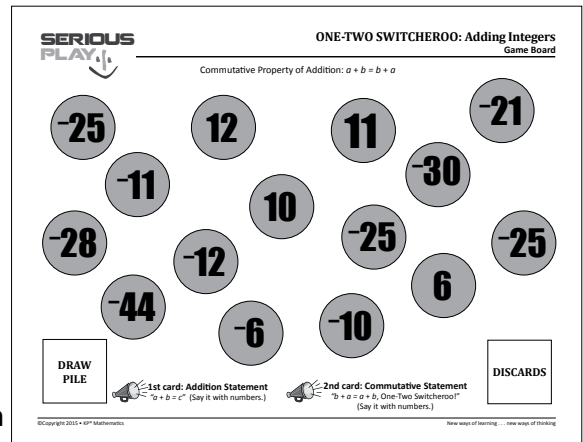 SERIOUS
PLAY
ONE-TWO SWITCHEROO: Adding Integers
Game Board
Commutative Property of Addition: a + b = b + a
-25
12
11
-21
-11
-30
10
-28
-12
-25
-25
-44
6
-6
-10
DRAW
PILE
1st card: Addition Statement
"a + b = c" (Say it with numbers.)
2nd card: Commutative Statement
"b + a = a + b, One-Two Switcheroo!"
(Say it with numbers.)
DISCARDS
©Copyright 2015 • KP® Mathematics
New ways of learning . . . new ways of thinking